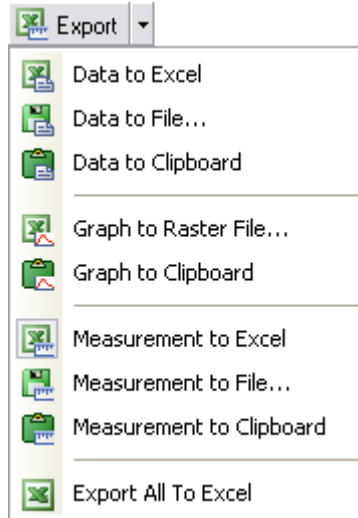 Export
Data to Excel
Data to File...
Data to Clipboard
Graph to Raster File...
Graph to Clipboard
Measurement to Excel
Measurement to File...
Measurement to Clipboard
Export All To Excel